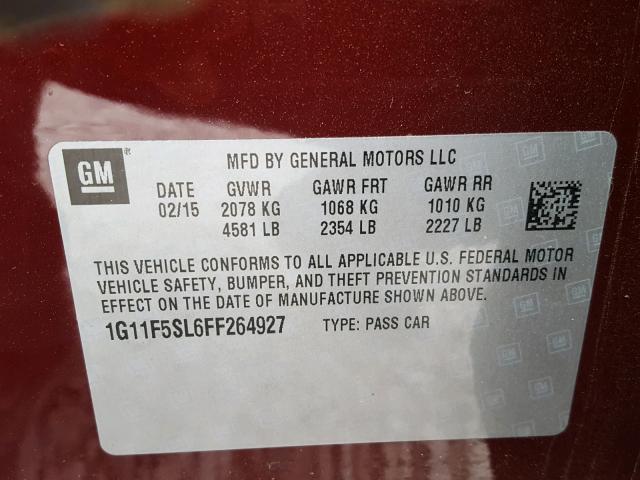 GM ®
MFD BY GENERAL MOTORS LLC
DATE GVWR GAWR FRT GAWR RR
02/15 2078 KG 1068 KG 1010 KG
4581 LB 2354 LB 2227 LB
THIS VEHICLE CONFORMS TO ALL APPLICABLE U.S. FEDERAL MOTOR
VEHICLE SAFETY, BUMPER, AND THEFT PREVENTION STANDARDS IN
EFFECT ON THE DATE OF MANUFACTURE SHOWN ABOVE.
1G11F5SL6FF264927 TYPE: PASS CAR